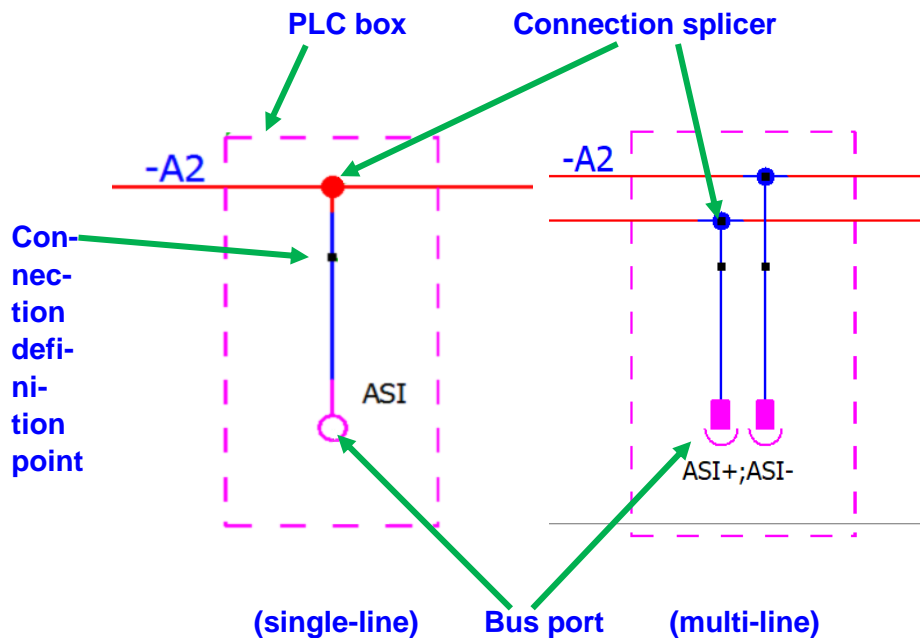 PLC box
Connection splicer
-A2
-A2
Con-
nec-
tion
defi-
ni-
tion
point
ASI
ASI+;ASI-
(single-line)
Bus port
(multi-line)